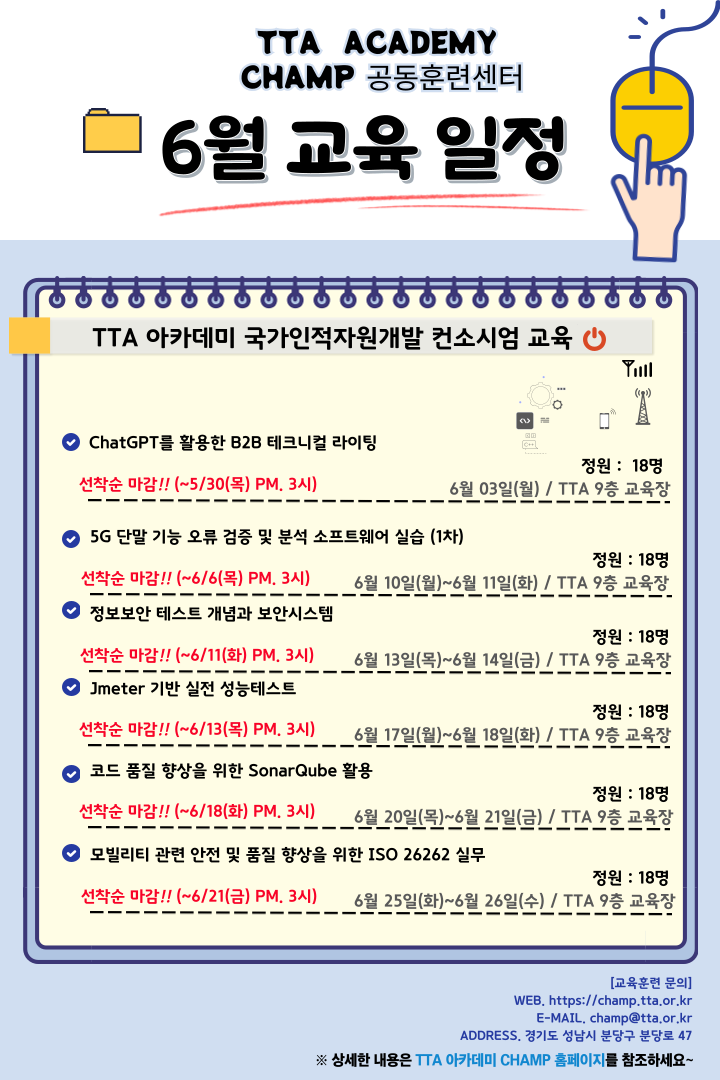 TTA ACADEMY
CHAMP 공동훈련센터
6월 교육 일정
TTA 아카데미 국가인적자원개발 컨소시엄 교육
ChatGPT를 활용한 B2B 테크니컬 라이팅
정원 : 18명
선착순 마감!! (~5/30(목) PM. 3시)
6월 03일(월) / TTA 9층 교육장
5G 단말 기능 오류 검증 및 분석 소프트웨어 실습 (1차)
정원 : 18명
선착순 마감!! (~6/6(목) PM. 3시)
6월 10일(월)~6월 11일(화) / TTA 9층 교육장
정보보안 테스트 개념과 보안시스템
정원 : 18명
선착순 마감!! (~6/11(화) PM. 3시)
6월 13일(목)~6월 14일(금) / TTA 9층 교육장
Jmeter 기반 실전 성능테스트
정원 : 18명
선착순 마감!! (~6/13(목) PM. 3시)
6월 17일(월)~6월 18일(화) / TTA 9층 교육장
코드 품질 향상을 위한 SonarQube 활용
정원 : 18명
선착순 마감!! (~6/18(화) PM. 3시)
6월 20일(목)~6월 21일(금) / TTA 9층 교육장
모빌리티 관련 안전 및 품질 향상을 위한 ISO 26262 실무
정원 : 18명
선착순 마감!! (~6/21(금) PM. 3시)
6월 25일(화)~6월 26일(수) / TTA 9층 교육장
[교육훈련 문의]
WEB. https://champ.tta.or.kr
E-MAIL. champ@tta.or.kr
ADDRESS. 경기도 성남시 분당구 분당로 47
※ 상세한 내용은 TTA 아카데미 CHAMP 홈페이지를 참조하세요~